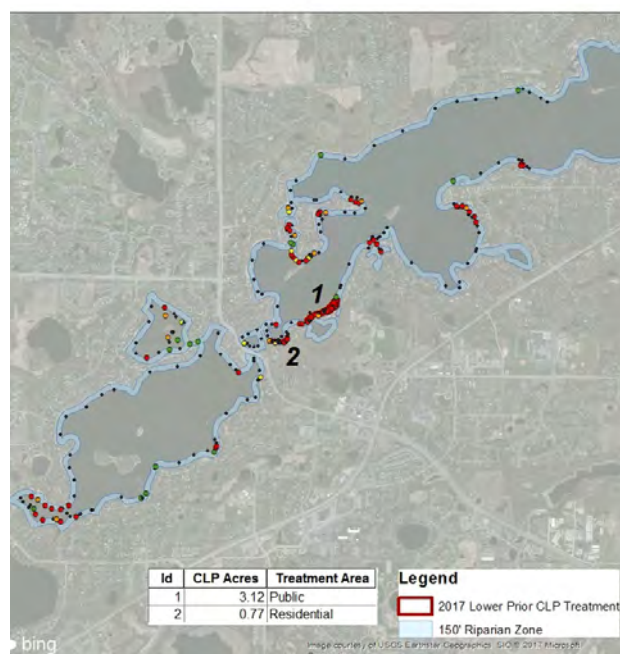 1
2
Id CLP Acres Treatment Area
1 3.12 Public
2 0.77 Residential
Legend
2017 Lower Prior CLP Treatment
150' Riparian Zone
bing
Image courtesy of USGS Earthstar Geographics SIO © 2017 Microsoft